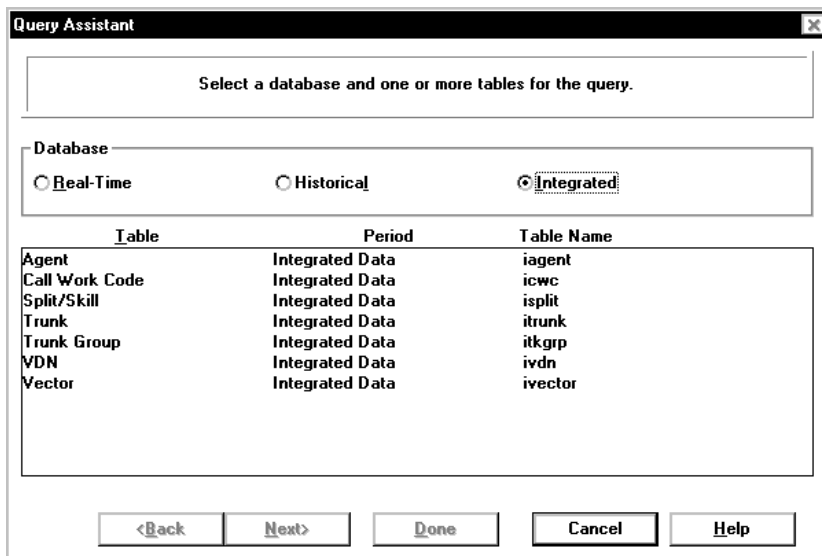 Query Assistant
Select a database and one or more tables for the query.
Database
Real-Time Historical Integrated
Table Period Table Name
Agent Integrated Data iagent
Call Work Code Integrated Data icwc
Split/Skill Integrated Data isplit
Trunk Integrated Data itrunk
Trunk Group Integrated Data itkgrp
VDN Integrated Data ivdn
Vector Integrated Data ivector
<Back Next> Done Cancel Help